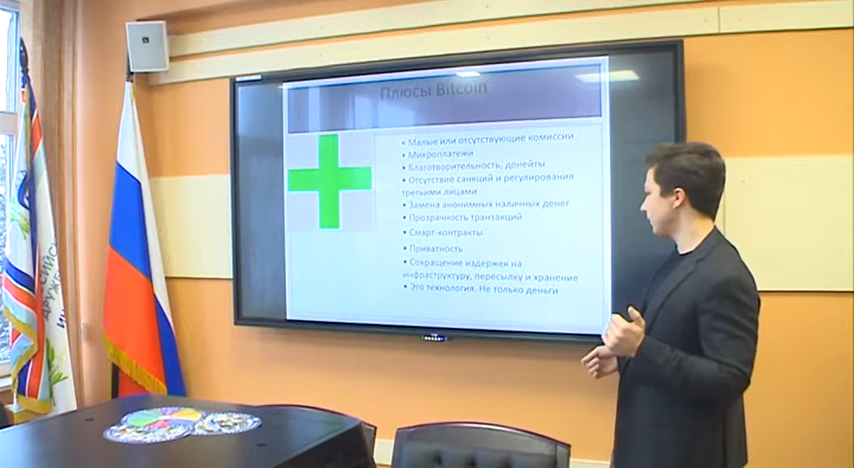 Плюсы Bitcoin
▪ Малые или отсутствующие комиссии
▪ Микроплатежи
▪ Благотворительность, донейты
▪ Отсутствие санкций и регулирования
третьими лицами
▪ Замена анонимных наличных денег
▪ Прозрачность транзакций
▪ Смарт-контракты
▪ Приватность
▪ Сокращение издержек на
инфраструктуру, пересылку и хранение
▪ Это технология. Не только деньги